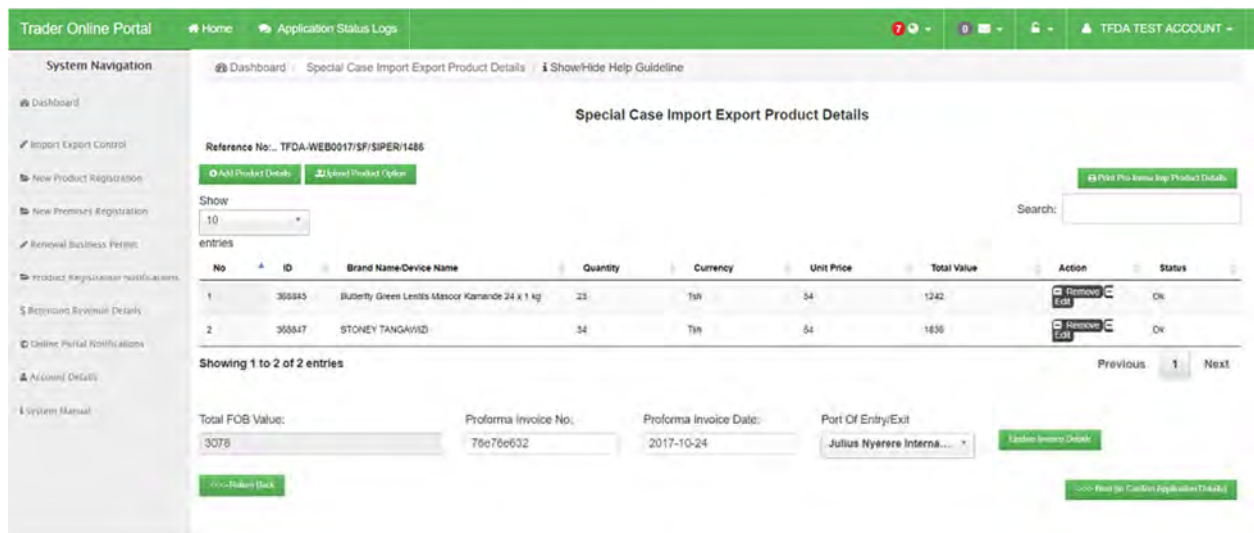 Trader Online Portal Home Application Status Logs 7 0 TFDA TEST ACCOUNT
System Navigation
Dashboard / Special Case Import Export Product Details / i Show/Hide Help Guideline
Dashboard
Import Export Control
New Product Registration
New Premises Registration
Renewal Business Permit
Product Registration Notifications
Retention Revenue Details
Online Portal Notifications
Account Details
System Manual
Special Case Import Export Product Details
Reference No:.. TFDA-WEB0017/SF/SIPER/1486
Add Product Details Upload Product Option
Print Pro-forma Imp Product Details
Show
10
entries
Search:
No ID Brand Name/Device Name Quantity Currency Unit Price Total Value Action Status
1 Butterfly Green Lentils Masoor Kamande 24 x 1 kg 23 Tsh 54 1242 Remove Edit Ok
2 368847 STONEY TANGAWIZI 34 Tsh 54 1836 Remove Edit Ok
Showing 1 to 2 of 2 entries
Previous 1 Next
Total FOB Value: Proforma Invoice No.: Proforma Invoice Date: Port Of Entry/Exit
3078 76e76e632 2017-10-24 Julius Nyerere Interna...
Update Invoice Details
<<<<Return Back
>>>> Next (to Confirm Application Details)